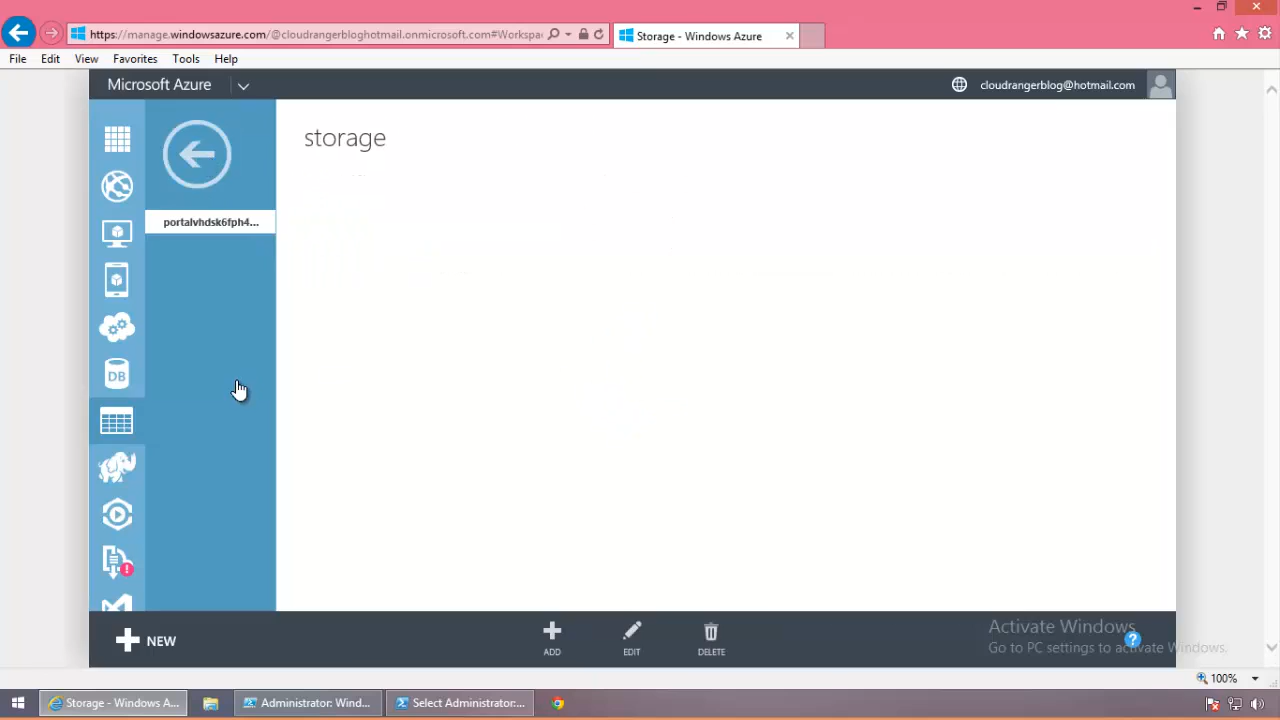 https://manage.windowsazure.com/@cloudrangerbloghotmail.onmicrosoft.com#Workspa
Storage - Windows Azure
File Edit View Favorites Tools Help
Microsoft Azure
cloudrangerblog@hotmail.com
storage
portalvhdsk6fph4...
DB
NEW
ADD
EDIT
DELETE
Activate Windows
Go to PC settings to activate Windows.
?
100%
Storage - Windows A...
Administrator: Wind...
Select Administrator:...